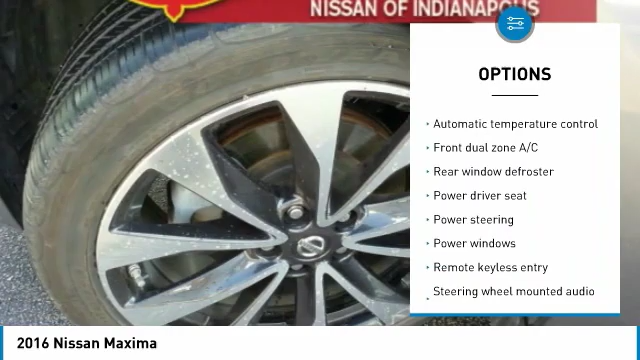 NISSAN OF INDIANAPOLIS
OPTIONS
Automatic temperature control
Front dual zone A/C
Rear window defroster
Power driver seat
Power steering
Power windows
Remote keyless entry
Steering wheel mounted audio
2016 Nissan Maxima